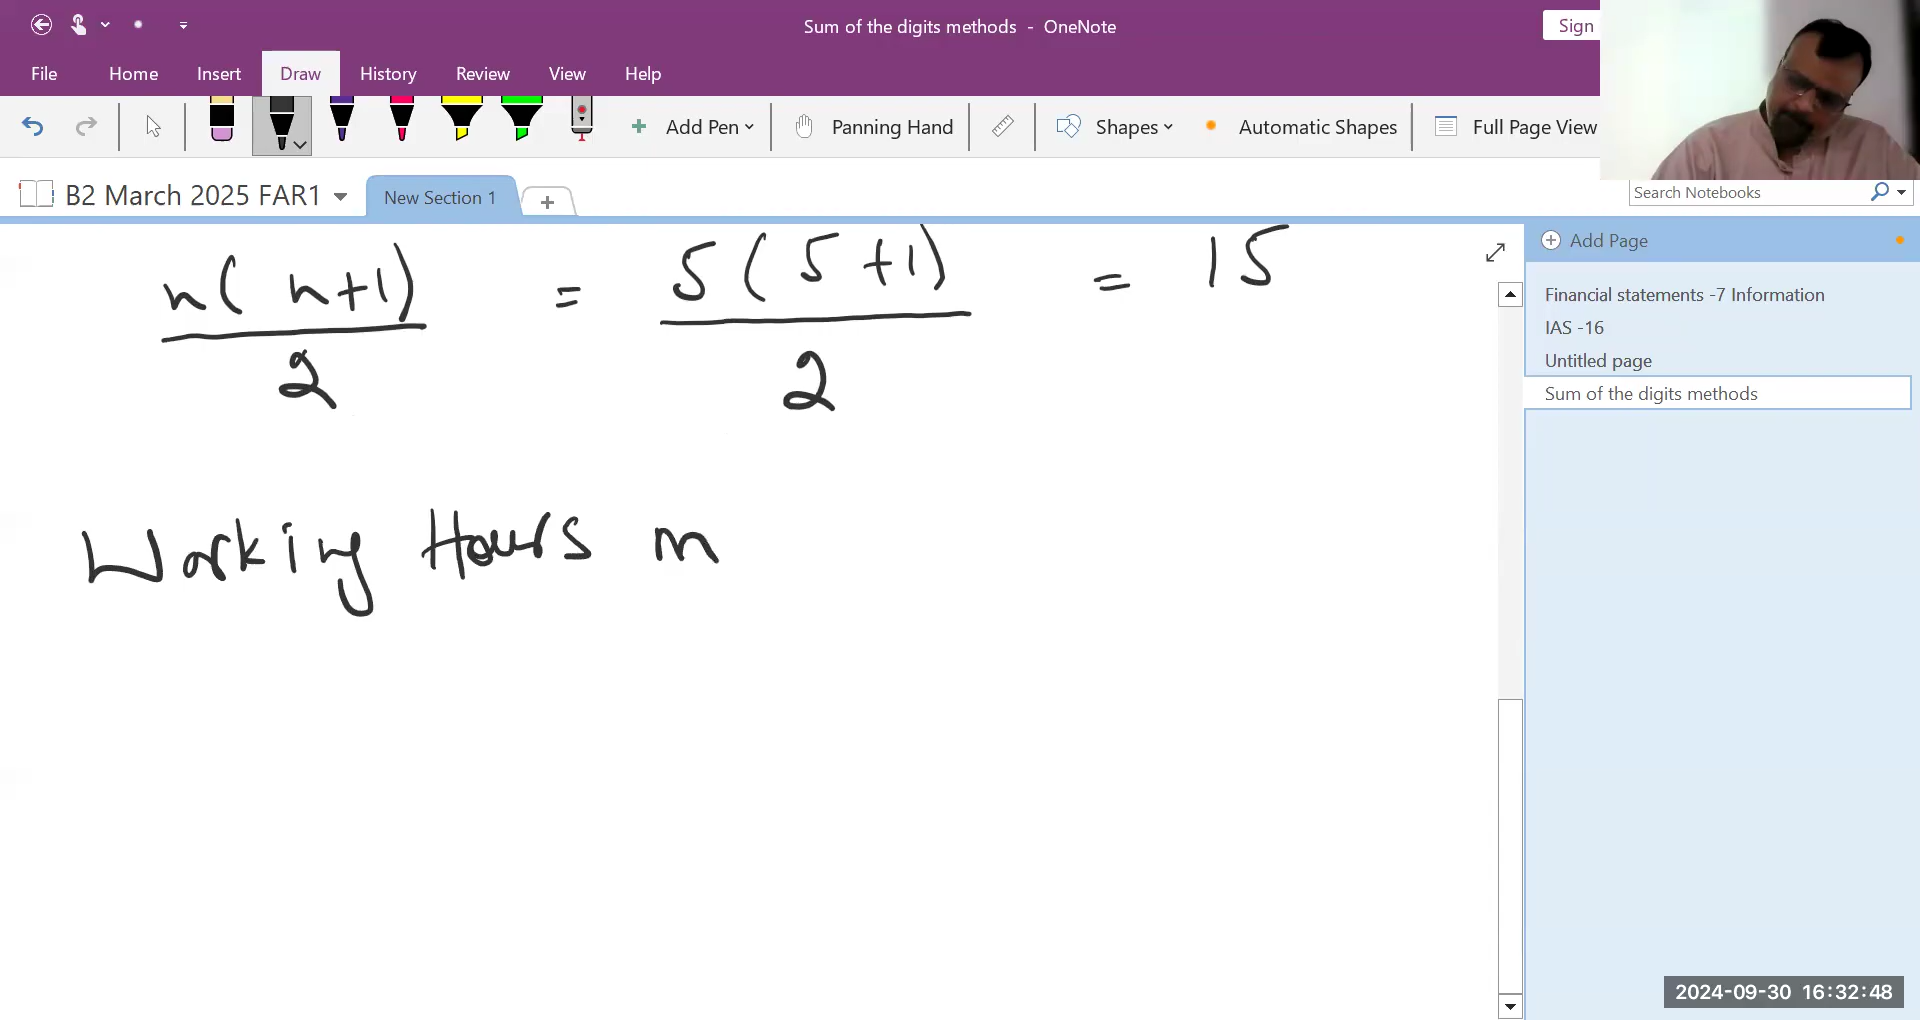 Sum of the digits methods - OneNote
Sign
File Home Insert Draw History Review View Help
Add Pen Panning Hand Shapes Automatic Shapes Full Page View
B2 March 2025 FAR1 New Section 1 +
Search Notebooks
Add Page
Financial statements -7 Information
IAS -16
Untitled page
Sum of the digits methods
n( n+1) = 5( 5+1) = 15
2 2
Working Hours m
2024-09-30 16:32:48